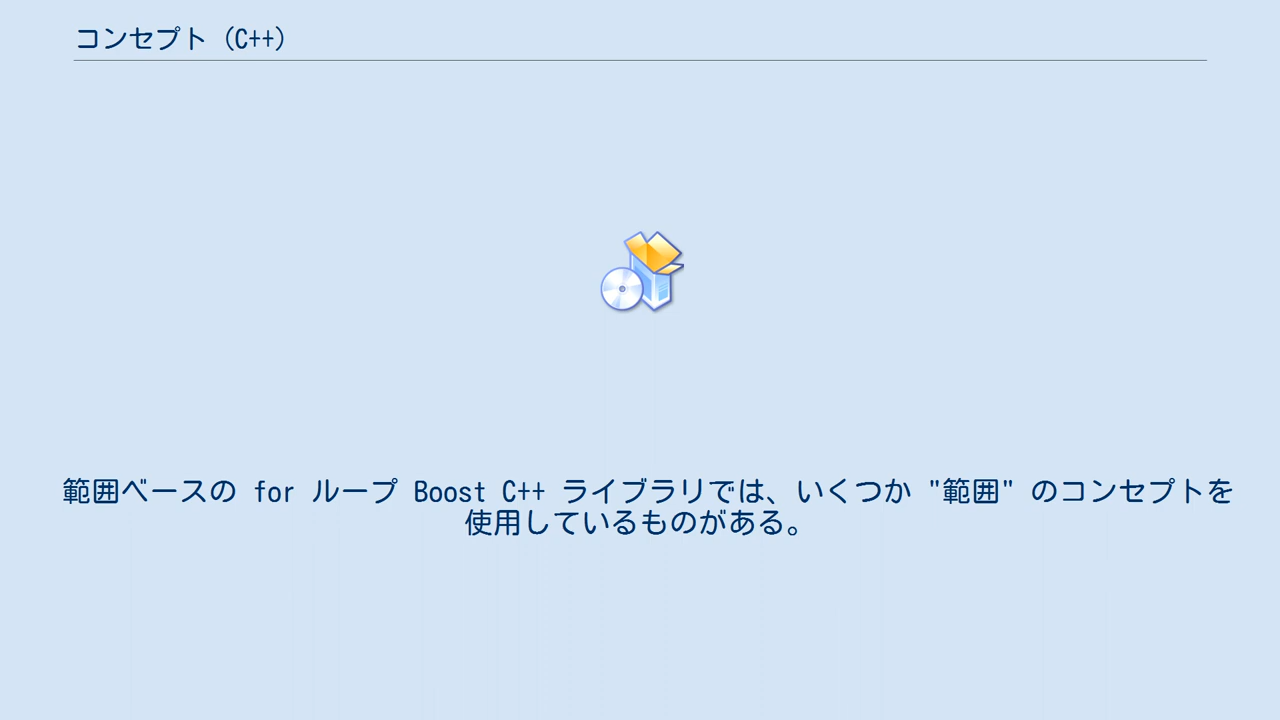 コンセプト (C++)
範囲ベースの for ループ Boost C++ ライブラリでは、いくつか "範囲" のコンセプトを
使用しているものがある。